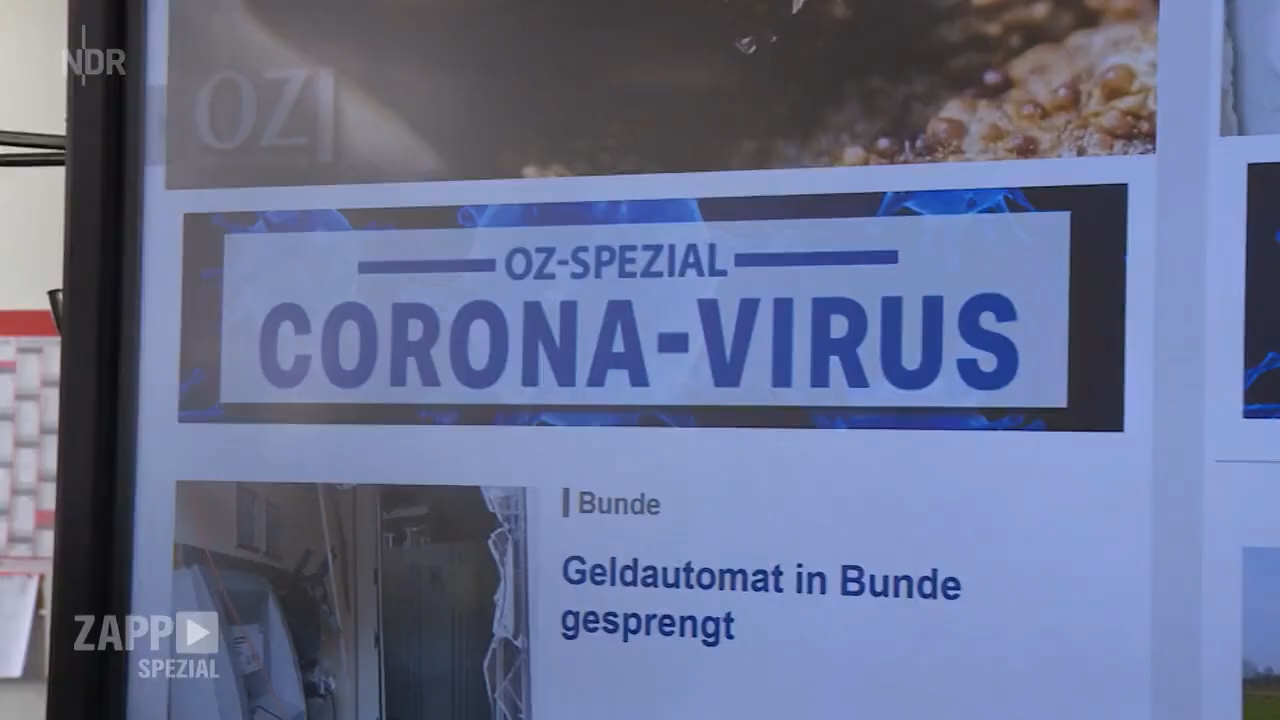 NDR
OZ
OZ-SPEZIAL
CORONA-VIRUS
Bunde
Geldautomat in Bunde
gesprengt
ZAPP
SPEZIAL